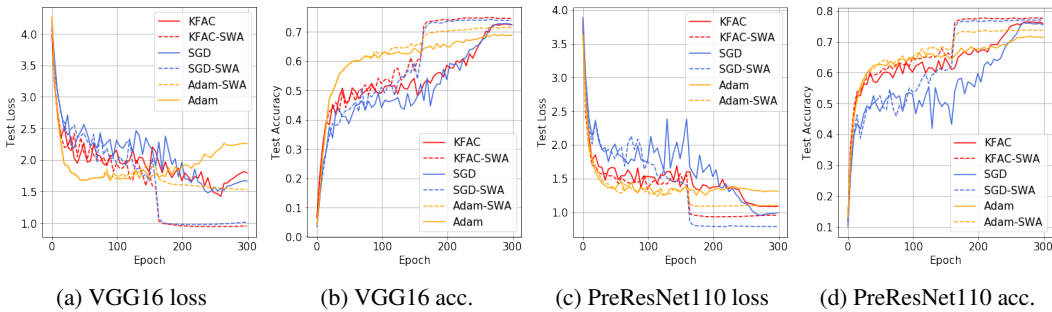 Test Loss
4.0
3.5
3.0
2.5
2.0
1.5
1.0
0
100
200
300
Epoch
KFAC
KFAC-SWA
SGD
SGD-SWA
Adam-SWA
Adam
(a) VGG16 loss
Test Accuracy
0.7
0.6
0.5
0.4
0.3
0.2
0.1
0.0
0
100
200
300
Epoch
KFAC
KFAC-SWA
SGD
SGD-SWA
Adam-SWA
Adam
(b) VGG16 acc.
Test Loss
4.0
3.5
3.0
2.5
2.0
1.5
1.0
0
100
200
300
Epoch
KFAC
KFAC-SWA
SGD
SGD-SWA
Adam
Adam-SWA
(c) PreResNet110 loss
Test Accuracy
0.8
0.7
0.6
0.5
0.4
0.3
0.2
0.1
0
100
200
300
Epoch
KFAC
KFAC-SWA
SGD
SGD-SWA
Adam
Adam-SWA
(d) PreResNet110 acc.